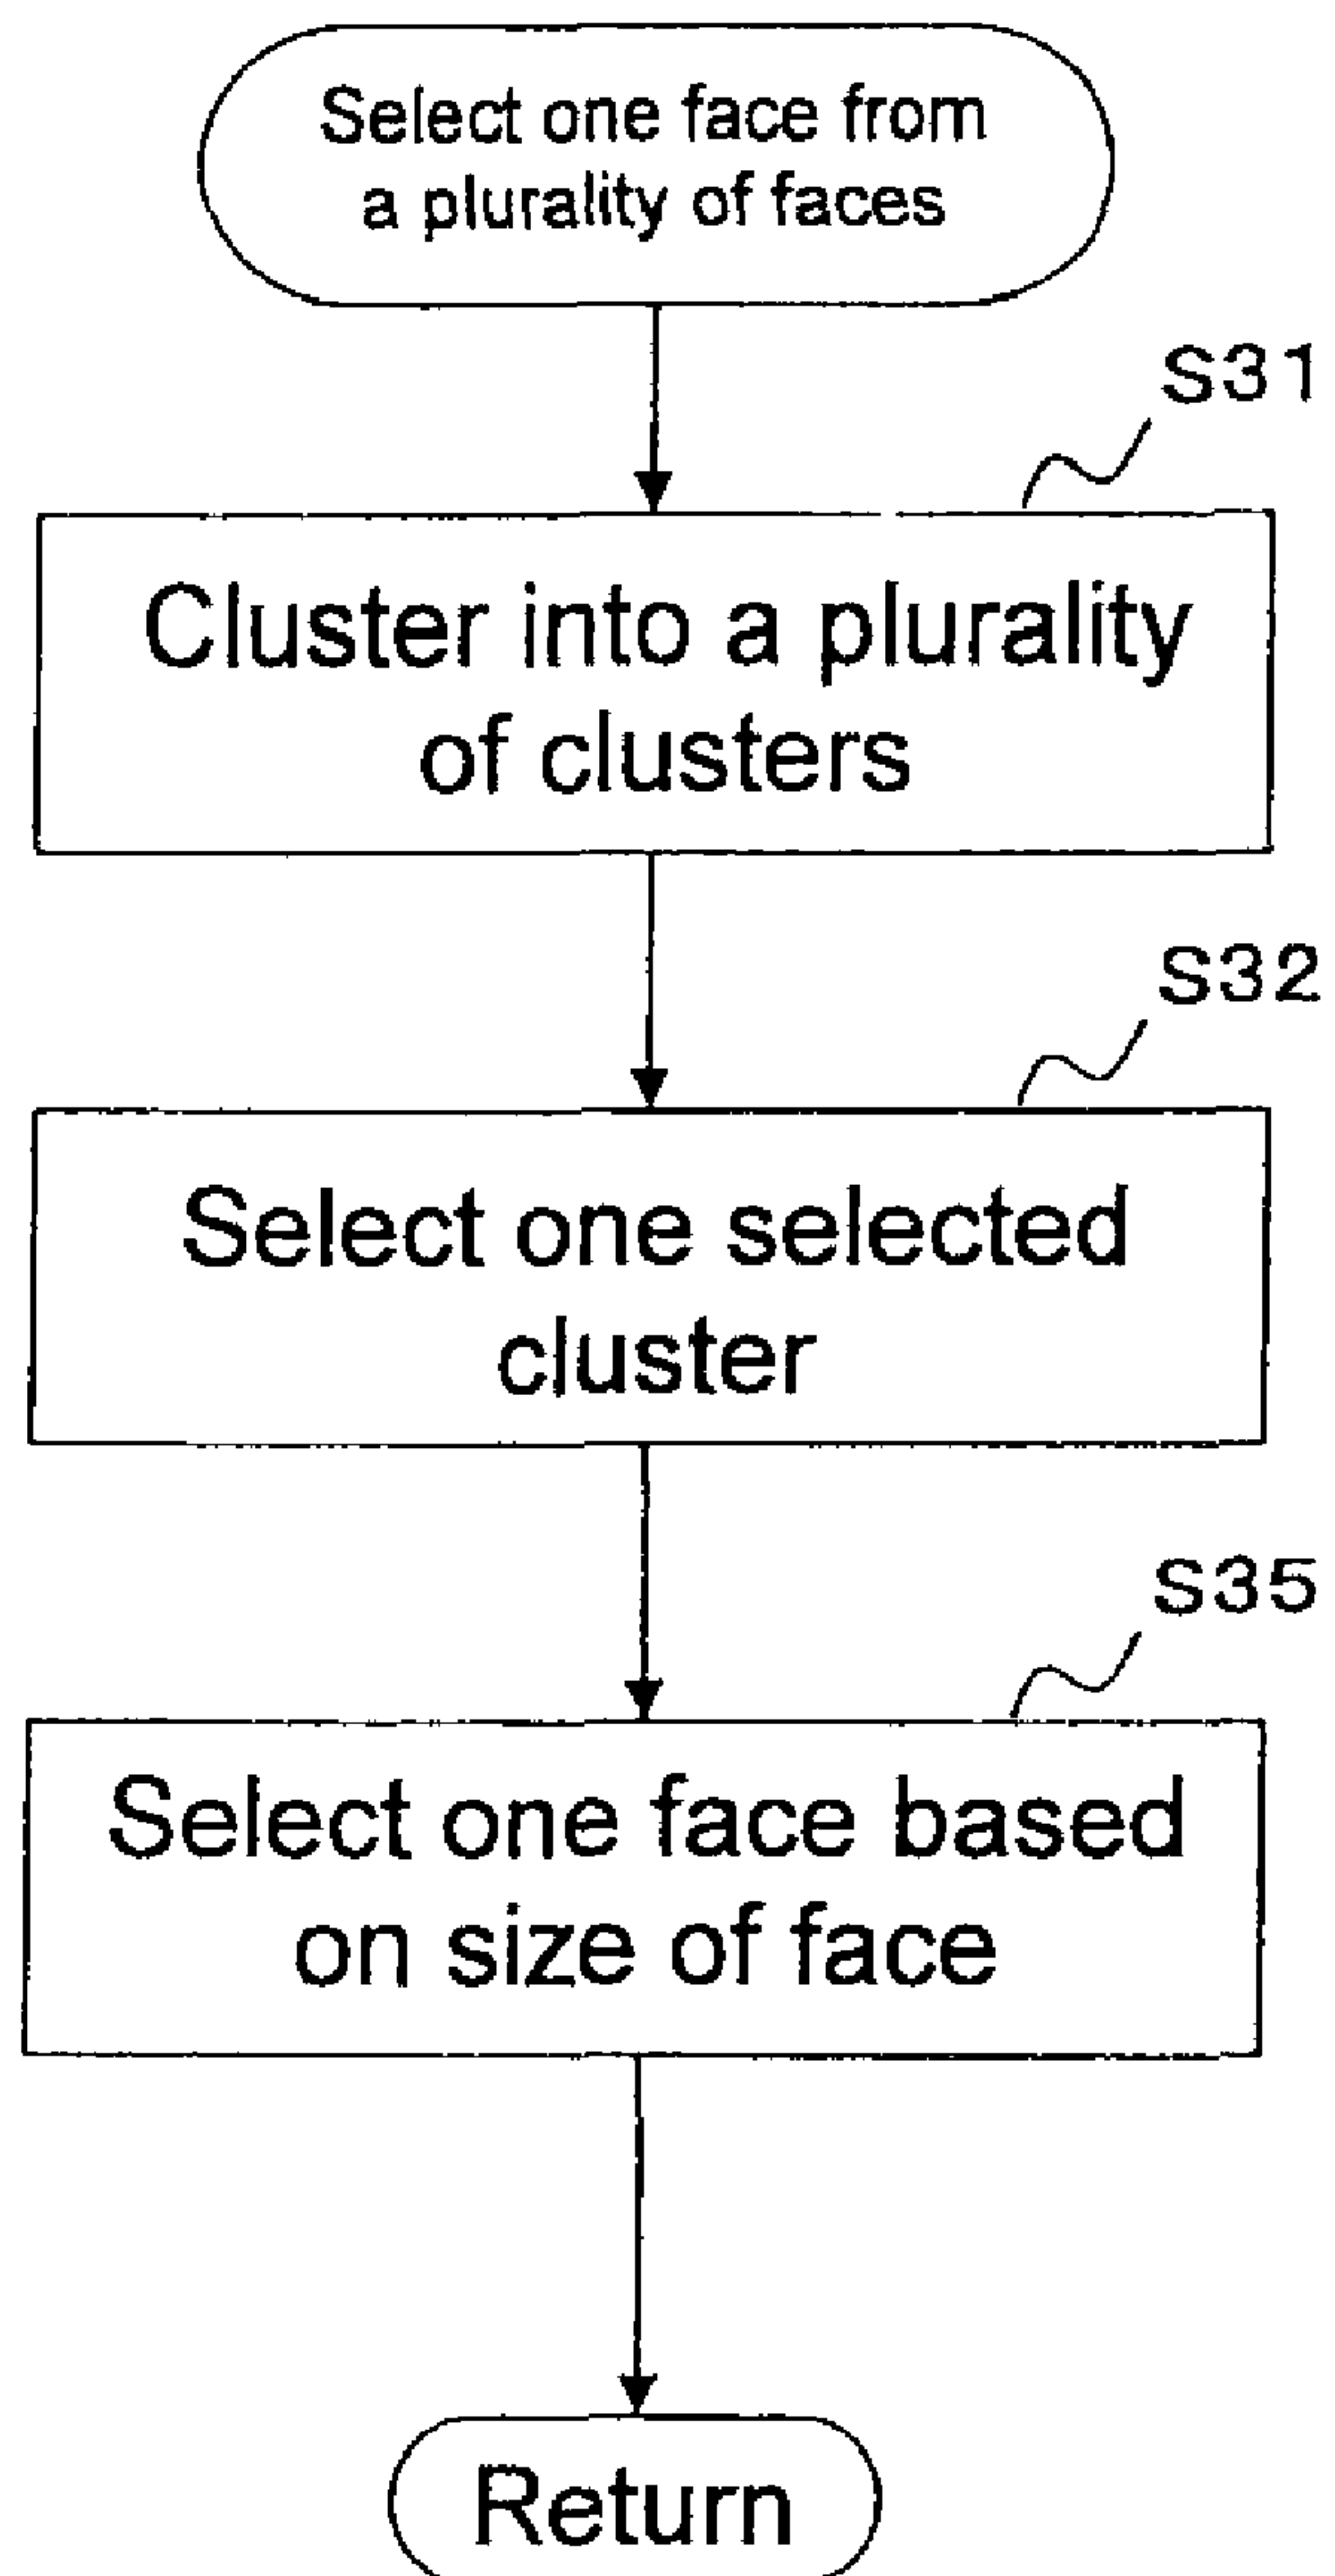 Select one face from
a plurality of faces
S31
Cluster into a plurality
of clusters
S32
Select one selected
cluster
S35
Select one face based
on size of face
Return